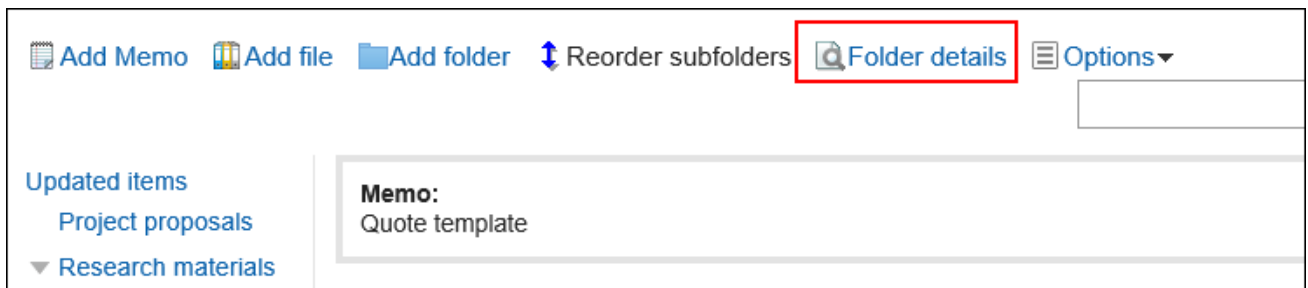 Add Memo Add file Add folder Reorder subfolders Folder details Options
Updated items
Project proposals
Research materials
Memo:
Quote template